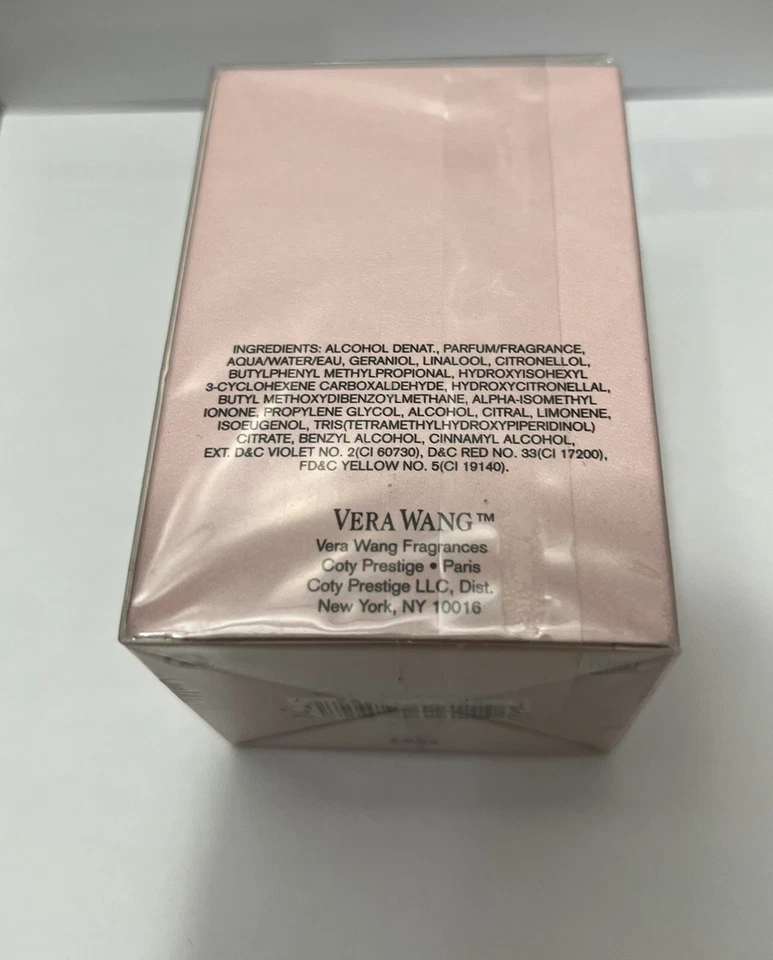 INGREDIENTS: ALCOHOL DENAT., PARFUM/FRAGRANCE,
AQUA/WATER/EAU, GERANIOL, LINALOOL, CITRONELLOL,
BUTYLPHENYL METHYLPROPIONAL, HYDROXYISOHEXYL
3-CYCLOHEXENE CARBOXALDEHYDE, HYDROXYCITRONELLAL,
BUTYL METHOXYDIBENZOYLMETHANE, ALPHA-ISOMETHYL
IONONE, PROPYLENE GLYCOL, ALCOHOL, CITRAL, LIMONENE,
ISOEUGENOL, TRIS(TETRAMETHYLHYDROXYPIPERIDINOL)
CITRATE, BENZYL ALCOHOL, CINNAMYL ALCOHOL,
EXT. D&C VIOLET NO. 2(CI 60730), D&C RED NO. 33(CI 17200),
FD&C YELLOW NO. 5(CI 19140).
VERA WANG™
Vera Wang Fragrances
Coty Prestige • Paris
Coty Prestige LLC, Dist.
New York, NY 10016